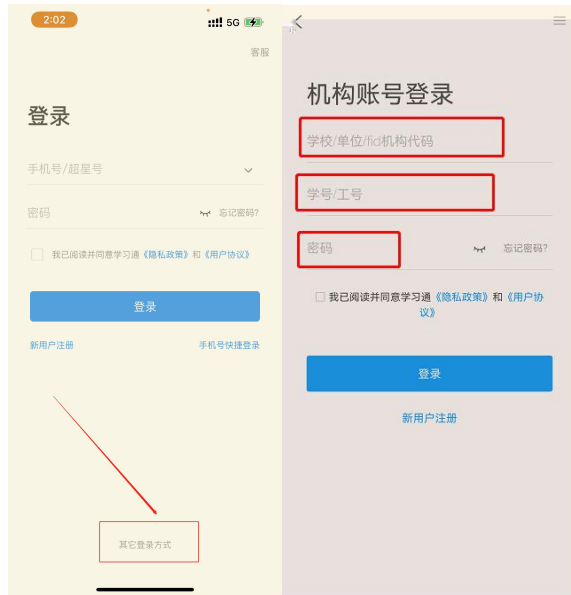 2:02
5G
客服
登录
手机号/超星号
密码
忘记密码?
我已阅读并同意学习通《隐私政策》和《用户协议》
登录
新用户注册
手机号快捷登录
其它登录方式
机构账号登录
学校/单位/fid机构代码
学号/工号
密码
忘记密码?
我已阅读并同意学习通《隐私政策》和《用户协
议》
登录
新用户注册